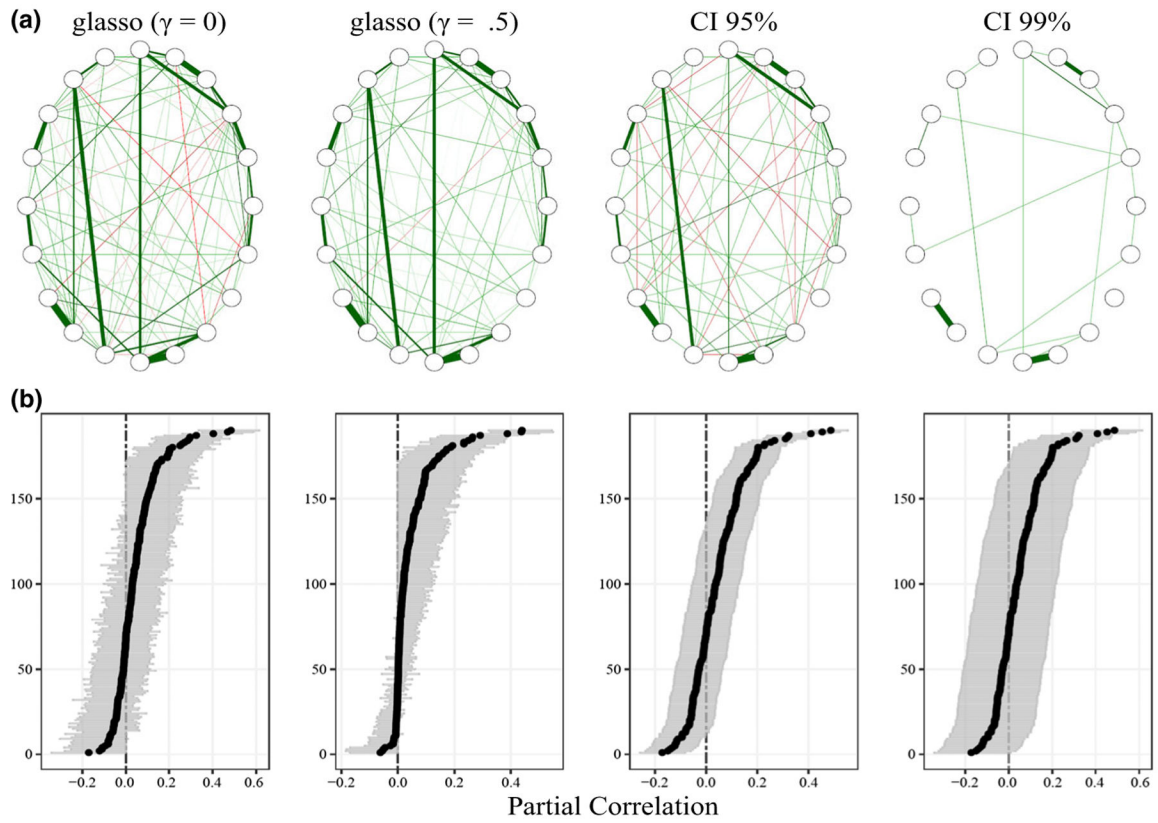 (a) glasso (γ = 0) glasso (γ = .5) CI 95% CI 99%
(b)
150 150 150 150
100 100 100 100
50 50 50 50
0 0 0 0
−0.2 0.0 0.2 0.4 0.6 −0.2 0.0 0.2 0.4 −0.2 0.0 0.2 0.4 −0.2 0.0 0.2 0.4 0.6
Partial Correlation